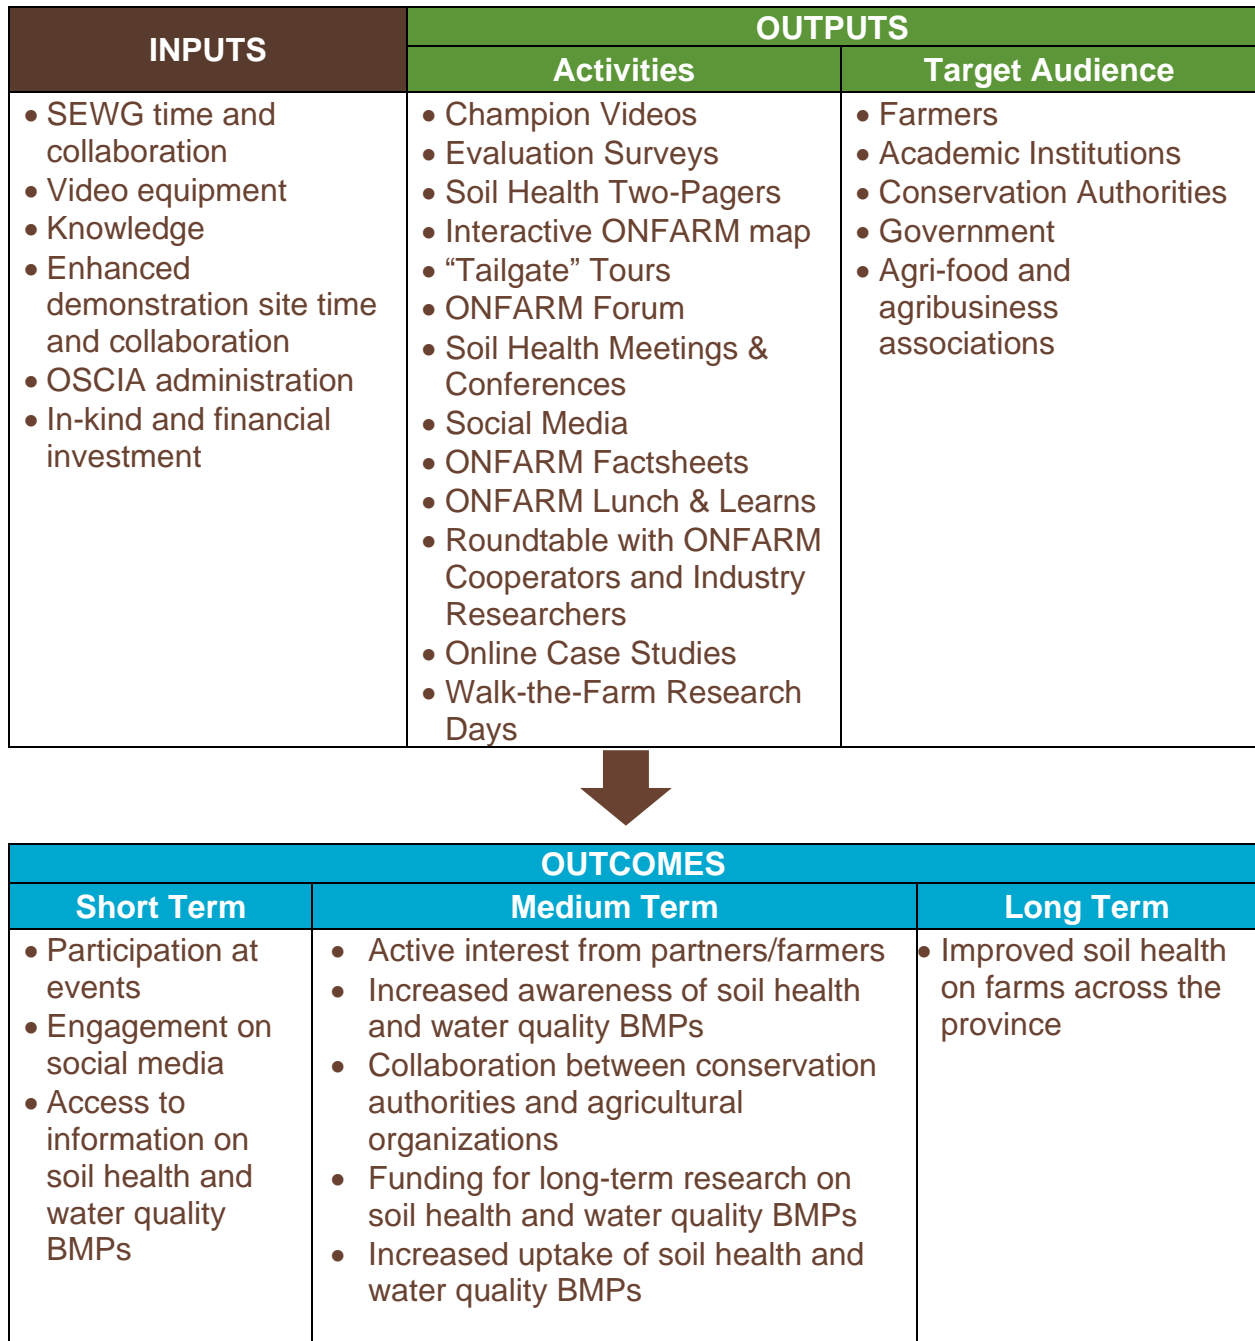 INPUTS
OUTPUTS
Activities
Target Audience
• SEWG time and
collaboration
• Video equipment
• Knowledge
• Enhanced
demonstration site time
and collaboration
• OSCIA administration
• In-kind and financial
investment
• Champion Videos
• Evaluation Surveys
• Soil Health Two-Pagers
• Interactive ONFARM map
• “Tailgate” Tours
• ONFARM Forum
• Soil Health Meetings &
Conferences
• Social Media
• ONFARM Factsheets
• ONFARM Lunch & Learns
• Roundtable with ONFARM
Cooperators and Industry
Researchers
• Online Case Studies
• Walk-the-Farm Research
Days
• Farmers
• Academic Institutions
• Conservation Authorities
• Government
• Agri-food and
agribusiness
associations
OUTCOMES
Short Term
Medium Term
Long Term
• Participation at
events
• Engagement on
social media
• Access to
information on
soil health and
water quality
BMPs
• Active interest from partners/farmers
• Increased awareness of soil health
and water quality BMPs
• Collaboration between conservation
authorities and agricultural
organizations
• Funding for long-term research on
soil health and water quality BMPs
• Increased uptake of soil health and
water quality BMPs
• Improved soil health
on farms across the
province